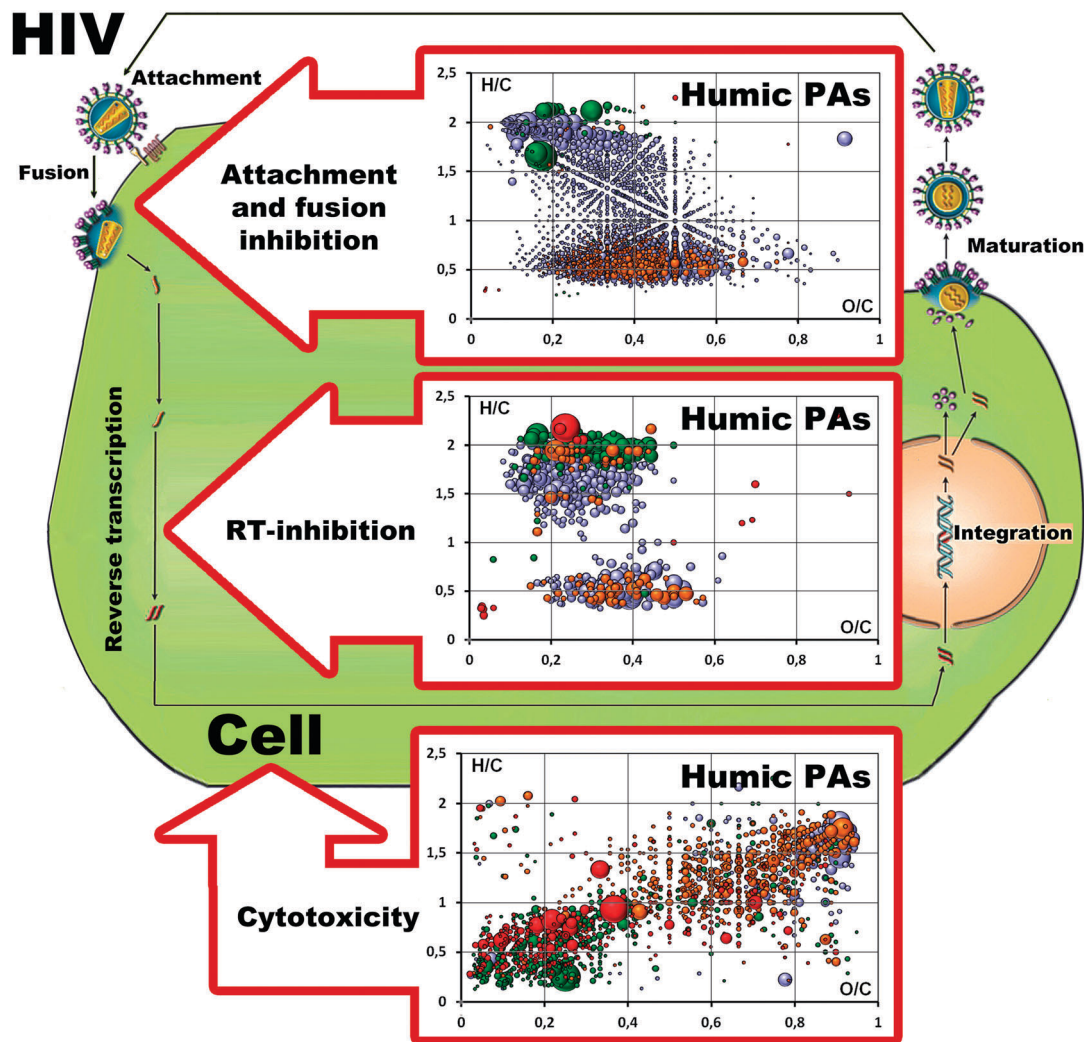 HIV
Attachment
Fusion
Reverse transcription
Attachment
and fusion
inhibition
H/C
Humic PAs
2,5
2
1,5
1
0,5
0
O/C
0
0,2
0,4
0,6
0,8
1
Maturation
RT-inhibition
H/C
Humic PAs
2,5
2
1,5
1
0,5
0
O/C
0
0,2
0,4
0,6
0,8
1
Integration
Cell
Cytotoxicity
H/C
Humic PAs
2,5
2
1,5
1
0,5
0
O/C
0
0,2
0,4
0,6
0,8
1